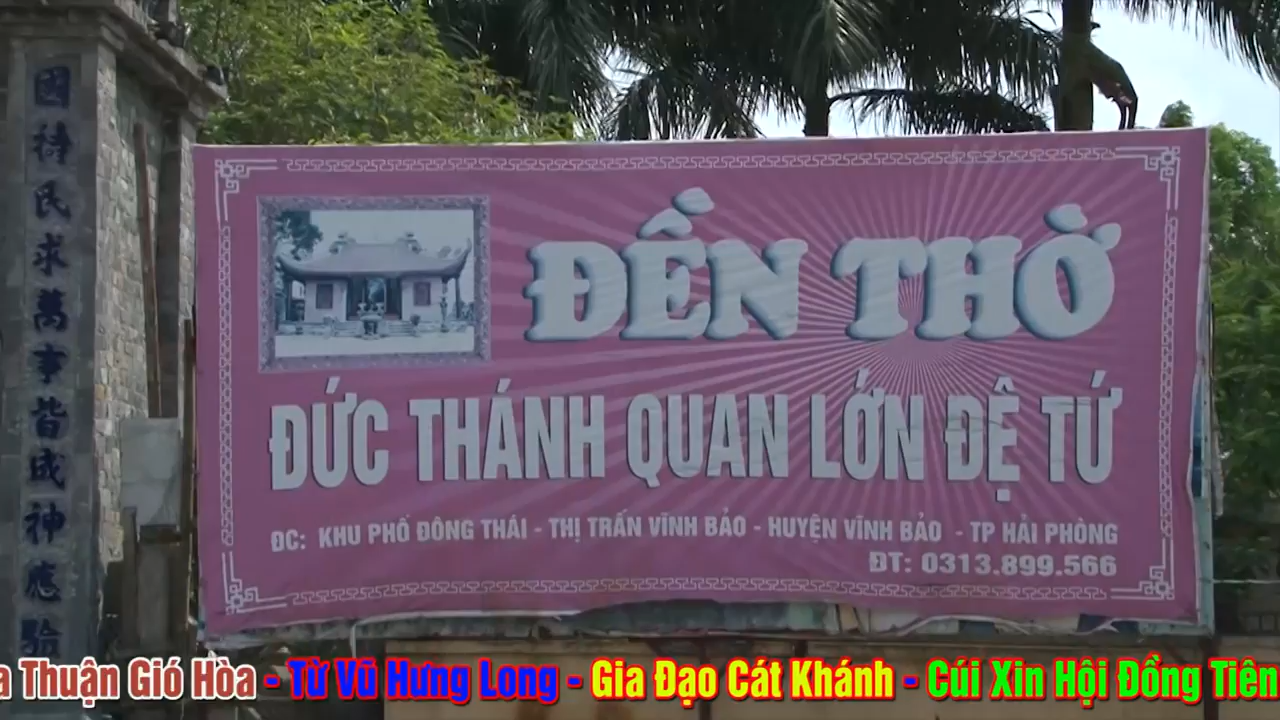 國禱民求萬事皆成神應驗
ĐỀN THỜ
ĐỨC THÁNH QUAN LỚN ĐỆ TỨ
ĐC: KHU PHỐ ĐÔNG THÁI - THỊ TRẤN VĨNH BẢO - HUYỆN VĨNH BẢO - TP HẢI PHÒNG
ĐT: 0313.899.566
a Thuận Gió Hòa - Từ Vũ Hưng Long - Gia Đạo Cát Khánh - Cúi Xin Hội Đồng Tiên